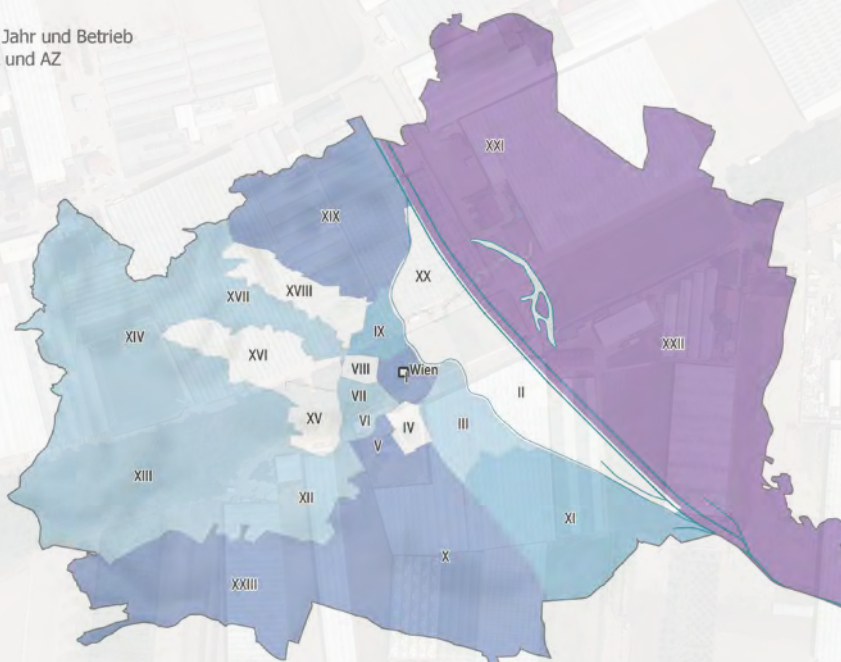 Jahr und Betrieb
und AZ
XXI
XIX
XX
XVIII
XVII
XIV
IX
XVI
XXII
VIII
Wien
VII
II
XV
VI
IV
III
V
XIII
XII
XI
X
XXIII